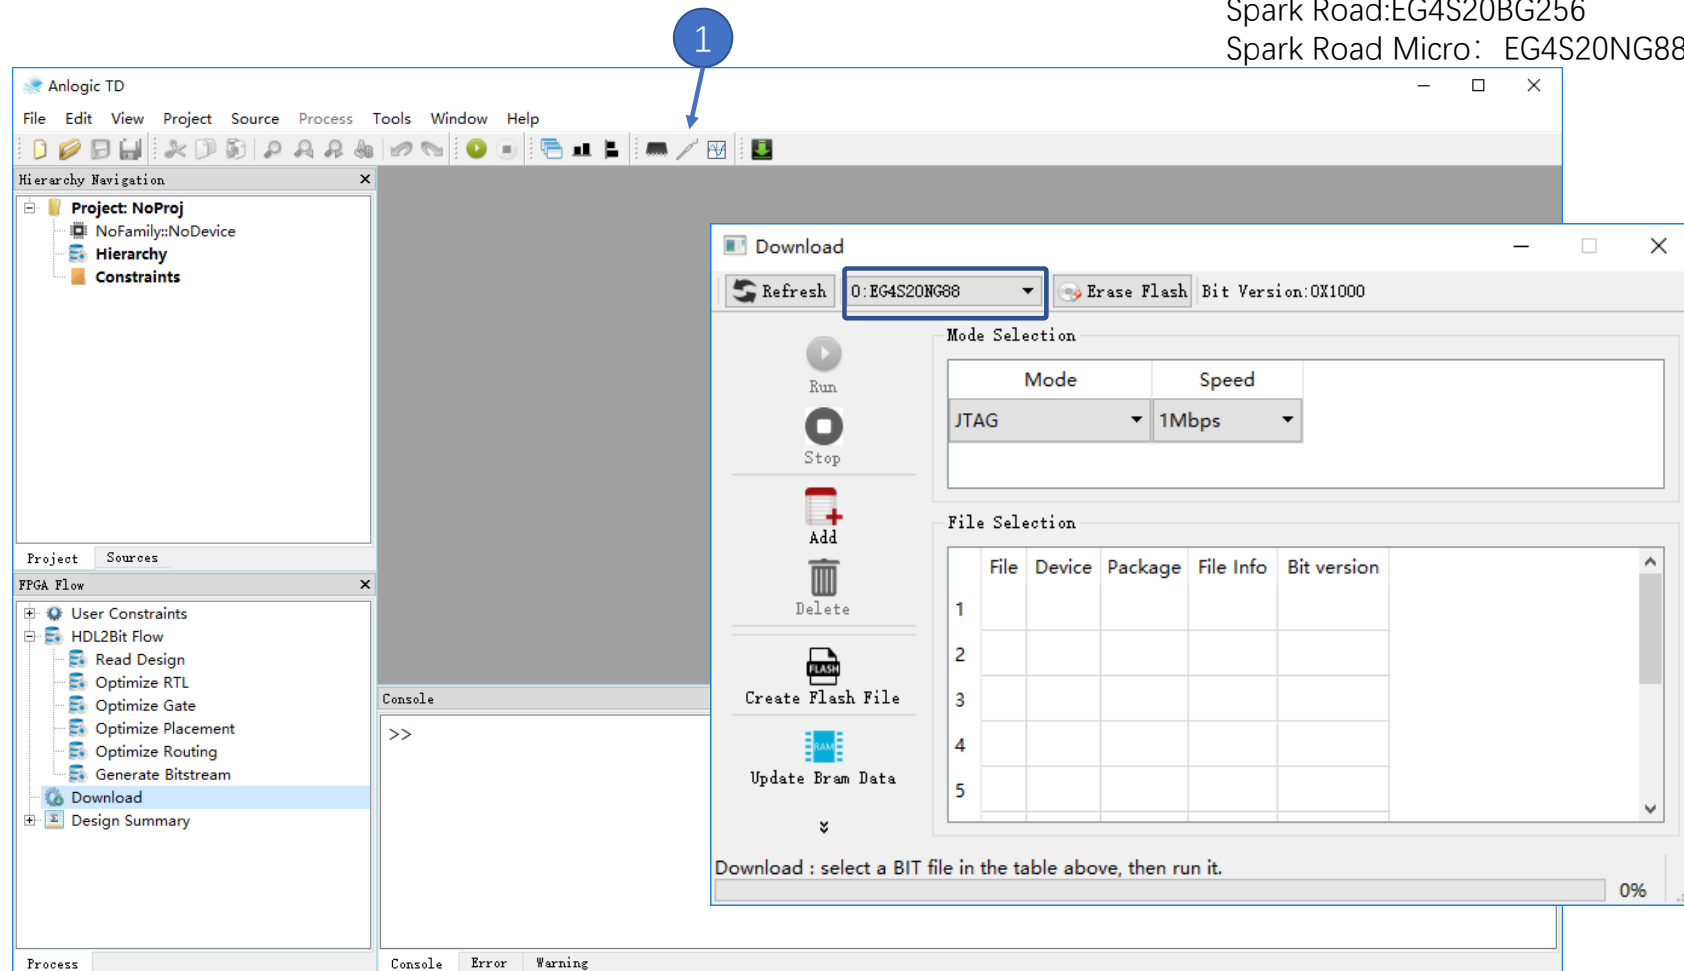 Spark Road:EG4S20BG256
Spark Road Micro：EG4S20NG88
1
Anlogic TD
File Edit View Project Source Process Tools Window Help
Hierarchy Navigation
Project: NoProj
NoFamily::NoDevice
Hierarchy
Constraints
Project Sources
FPGA Flow
User Constraints
HDL2Bit Flow
Read Design
Optimize RTL
Optimize Gate
Optimize Placement
Optimize Routing
Generate Bitstream
Download
Design Summary
Process
Console
>>
Console Error Warning
Download
Refresh 0:EG4S20NG88 Erase Flash Bit Version:0X1000
Run
Stop
Add
Delete
FLASH
Create Flash File
RAM
Update Bram Data
Mode Selection
Mode Speed
JTAG 1Mbps
File Selection
File Device Package File Info Bit version
1
2
3
4
5
Download : select a BIT file in the table above, then run it.
0%